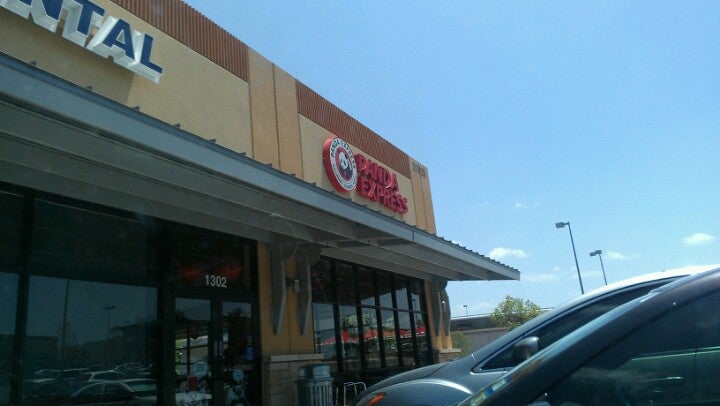 NTAL
PANDA
EXPRESS
1302